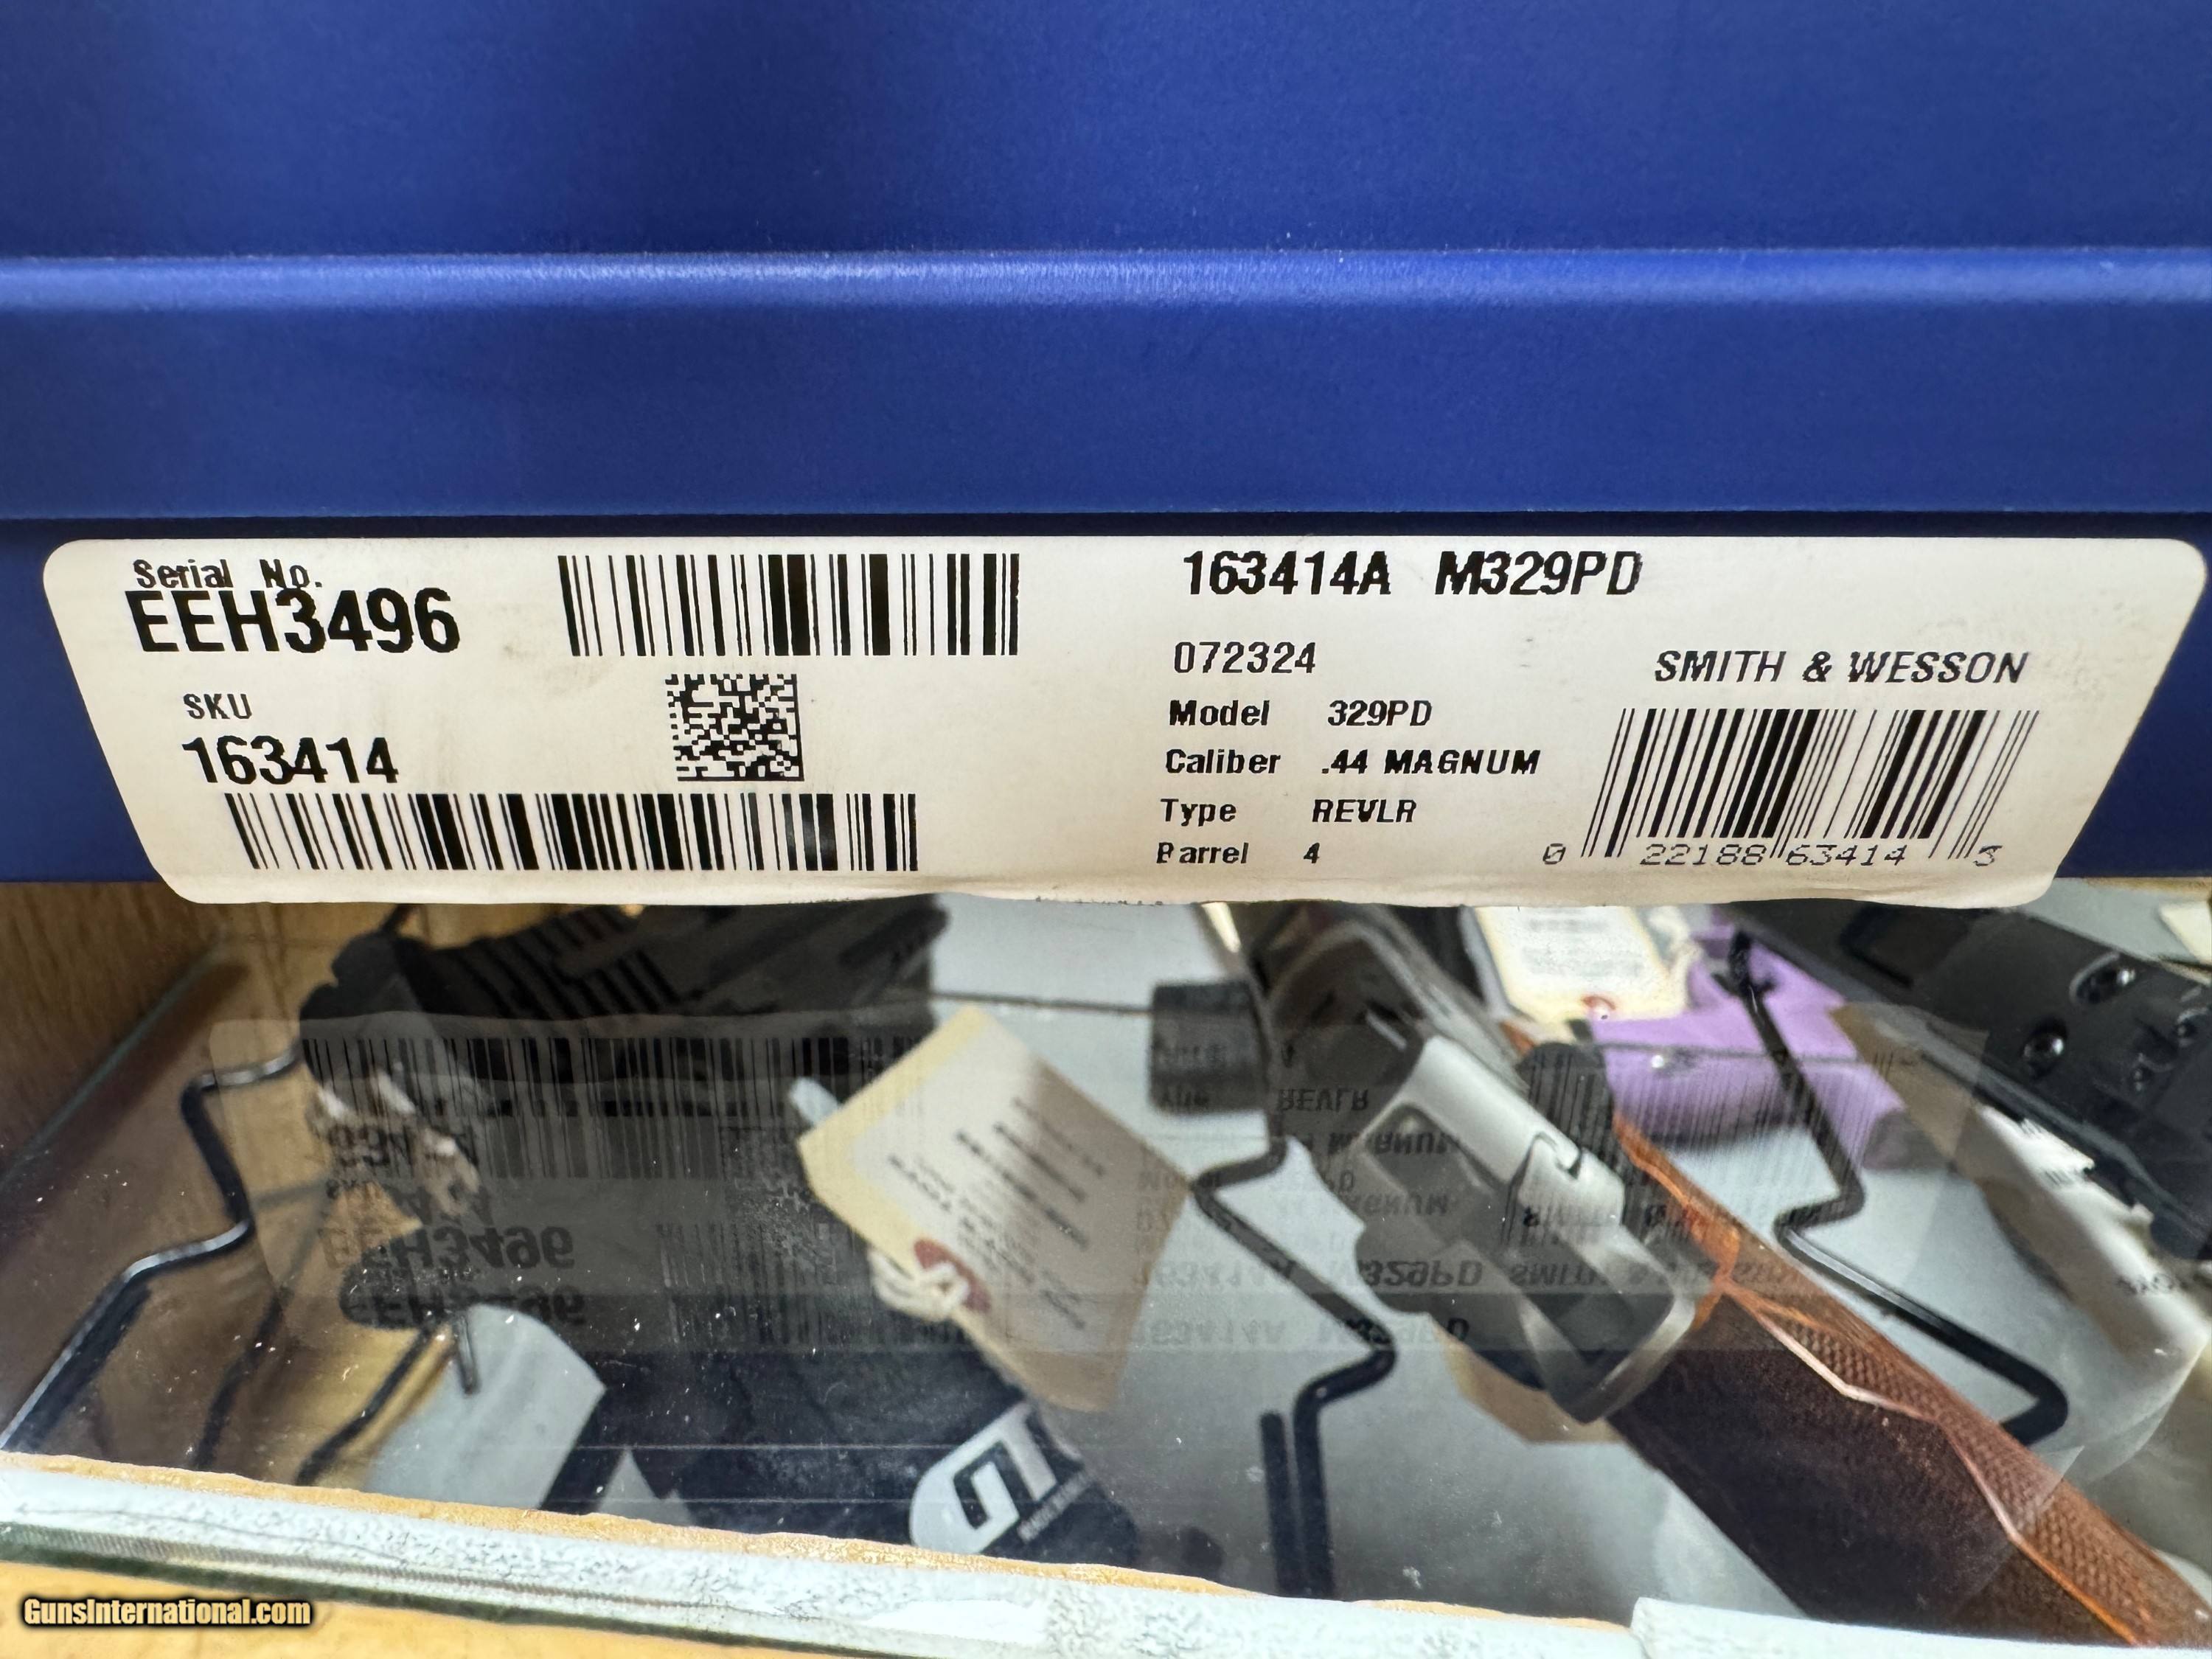 Serial No.
EEH3496
SKU
163414
163414A M329PD
072324
Model 329PD
Caliber .44 MAGNUM
Type REVLR
Barrel 4
SMITH & WESSON
0 22188 63414 3
GunsInternational.com